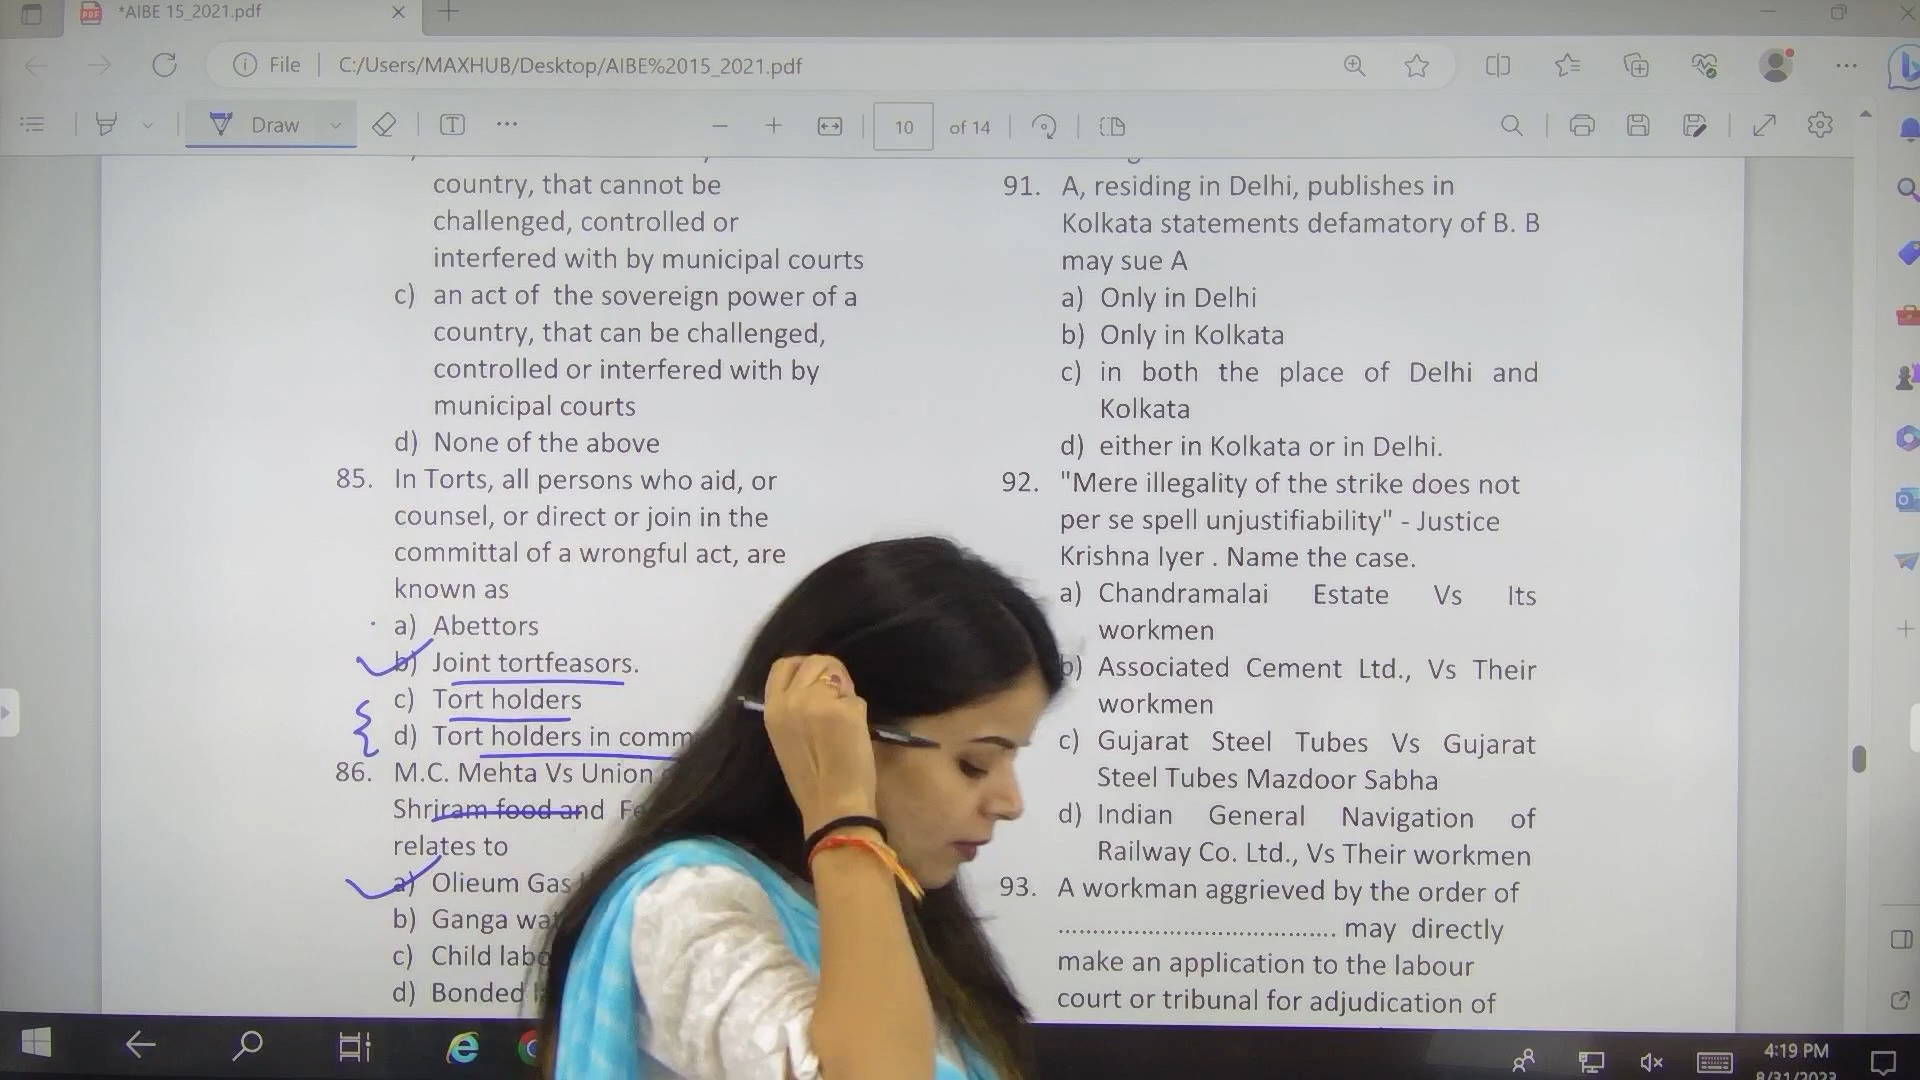 *AIBE 15_2021.pdf
File
C:/Users/MAXHUB/Desktop/AIBE%2015_2021.pdf
Draw
10 of 14
country, that cannot be
challenged, controlled or
interfered with by municipal courts
c) an act of the sovereign power of a
country, that can be challenged,
controlled or interfered with by
municipal courts
d) None of the above
85. In Torts, all persons who aid, or
counsel, or direct or join in the
committal of a wrongful act, are
known as
a) Abettors
b) Joint tortfeasors.
c) Tort holders
d) Tort holders in comm
86. M.C. Mehta Vs Union
Shriram food and Fe
relates to
a) Olieum Gas
b) Ganga wat
c) Child labo
d) Bonded
91. A, residing in Delhi, publishes in
Kolkata statements defamatory of B. B
may sue A
a) Only in Delhi
b) Only in Kolkata
c) in both the place of Delhi and
Kolkata
d) either in Kolkata or in Delhi.
92. "Mere illegality of the strike does not
per se spell unjustifiability" - Justice
Krishna Iyer . Name the case.
a) Chandramalai Estate Vs Its
workmen
b) Associated Cement Ltd., Vs Their
workmen
c) Gujarat Steel Tubes Vs Gujarat
Steel Tubes Mazdoor Sabha
d) Indian General Navigation of
Railway Co. Ltd., Vs Their workmen
93. A workman aggrieved by the order of
..................................... may directly
make an application to the labour
court or tribunal for adjudication of
4:19 PM
8/31/2023